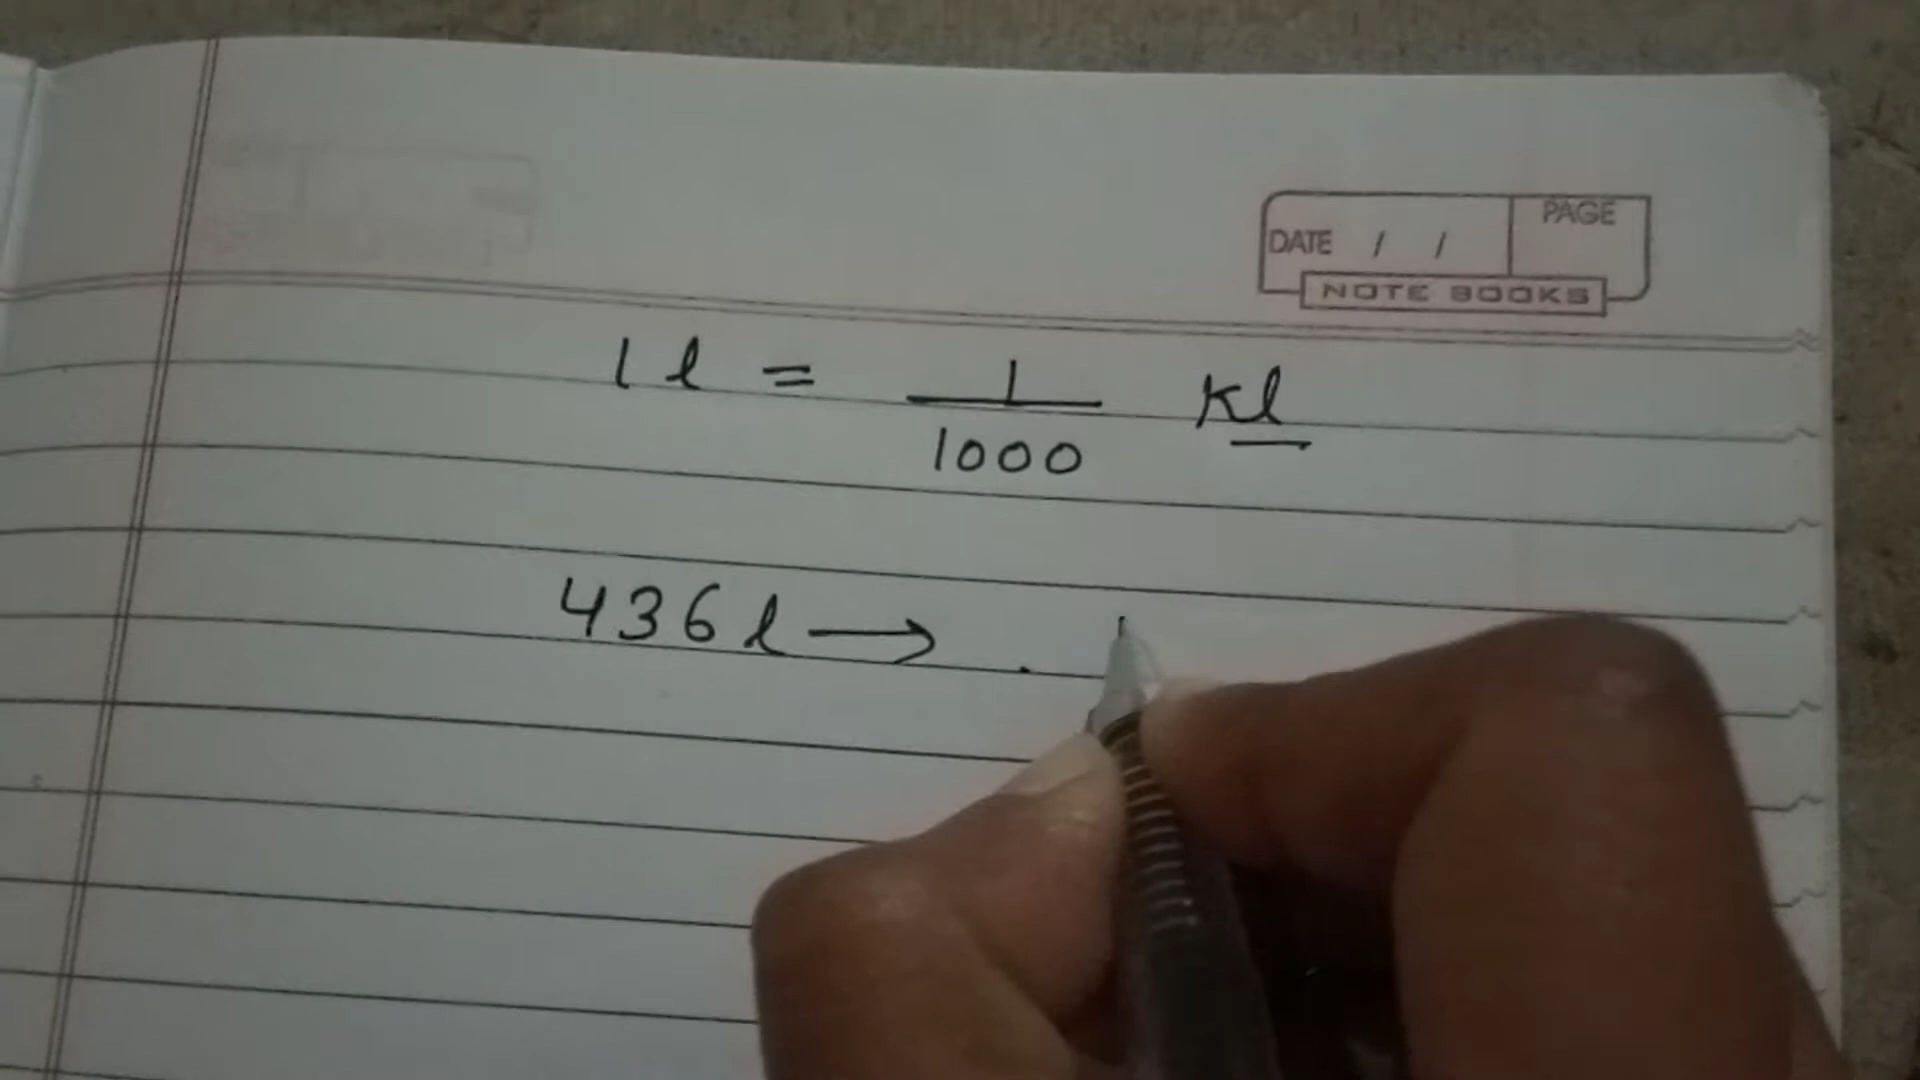 PAGE
DATE / /
NOTE BOOKS
1 l = 1/1000 kl
436 l → .